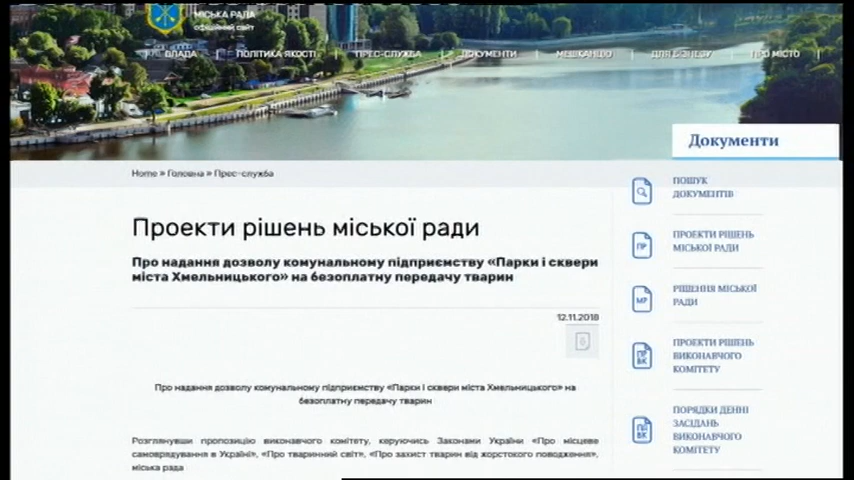 МІСЬКА РАДА
офіційний сайт
ВЛАДА
ПОЛІТИКА ЯКОСТІ
ПРЕС-СЛУЖБА
ДОКУМЕНТИ
МЕШКАНЦЮ
ДЛЯ БІЗНЕСУ
ПРО МІСТО
Документи
Home » Головна » Прес-служба
Проекти рішень міської ради
Про надання дозволу комунальному підприємству «Парки і сквери
міста Хмельницького» на безоплатну передачу тварин
12.11.2018
Про надання дозволу комунальному підприємству «Парки і сквери міста Хмельницького» на
безоплатну передачу тварин
Розглянувши пропозицію виконавчого комітету, керуючись Законами України «Про місцеве
самоврядування в Україні», «Про тваринний світ», «Про захист тварин від жорстокого поводження»,
міська рада
ПОШУК
ДОКУМЕНТІВ
ПР
ПРОЕКТИ РІШЕНЬ
МІСЬКОЇ РАДИ
МР
РІШЕННЯ МІСЬКОЇ
РАДИ
ПР
ВК
ПРОЕКТИ РІШЕНЬ
ВИКОНАВЧОГО
КОМІТЕТУ
ПД
ВК
ПОРЯДКИ ДЕННІ
ЗАСІДАНЬ
ВИКОНАВЧОГО
КОМІТЕТУ